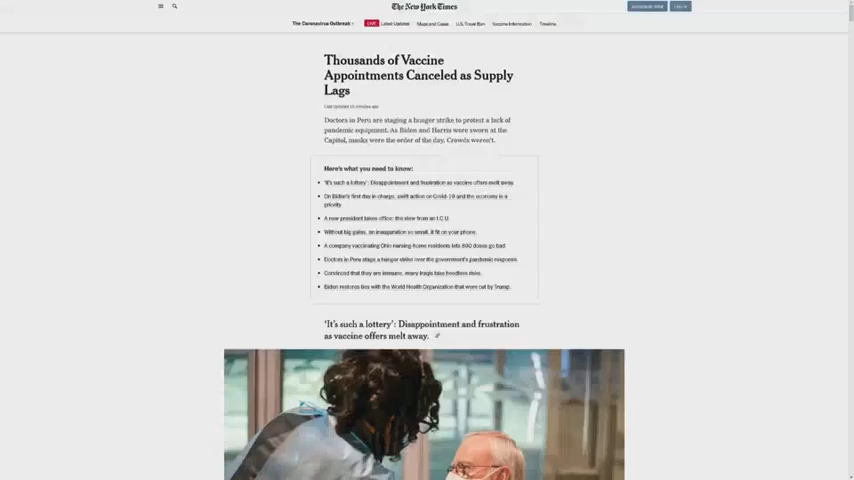 The New York Times
The Coronavirus Outbreak
LIVE Latest Updates Maps and Cases U.S. Travel Ban Vaccine Information Timeline
Thousands of Vaccine
Appointments Canceled as Supply
Lags
Last Updated 15 minutes ago
Doctors in Peru are staging a hunger strike to protest a lack of
pandemic equipment. As Biden and Harris were sworn at the
Capitol, masks were the order of the day. Crowds weren't.
Here's what you need to know:
'It's such a lottery': Disappointment and frustration as vaccine offers melt away.
On Biden's first day in charge, swift action on Covid-19 and the economy is a
priority.
A new president takes office: the view from an I.C.U.
Without big galas, an inauguration so small, it fit on your phone.
A company vaccinating Ohio nursing-home residents lets 890 doses go bad.
Doctors in Peru stage a hunger strike over the government's pandemic response.
Convinced that they are immune, many Iraqis take heedless risks.
Biden restores ties with the World Health Organization that were cut by Trump.
'It's such a lottery': Disappointment and frustration
as vaccine offers melt away.